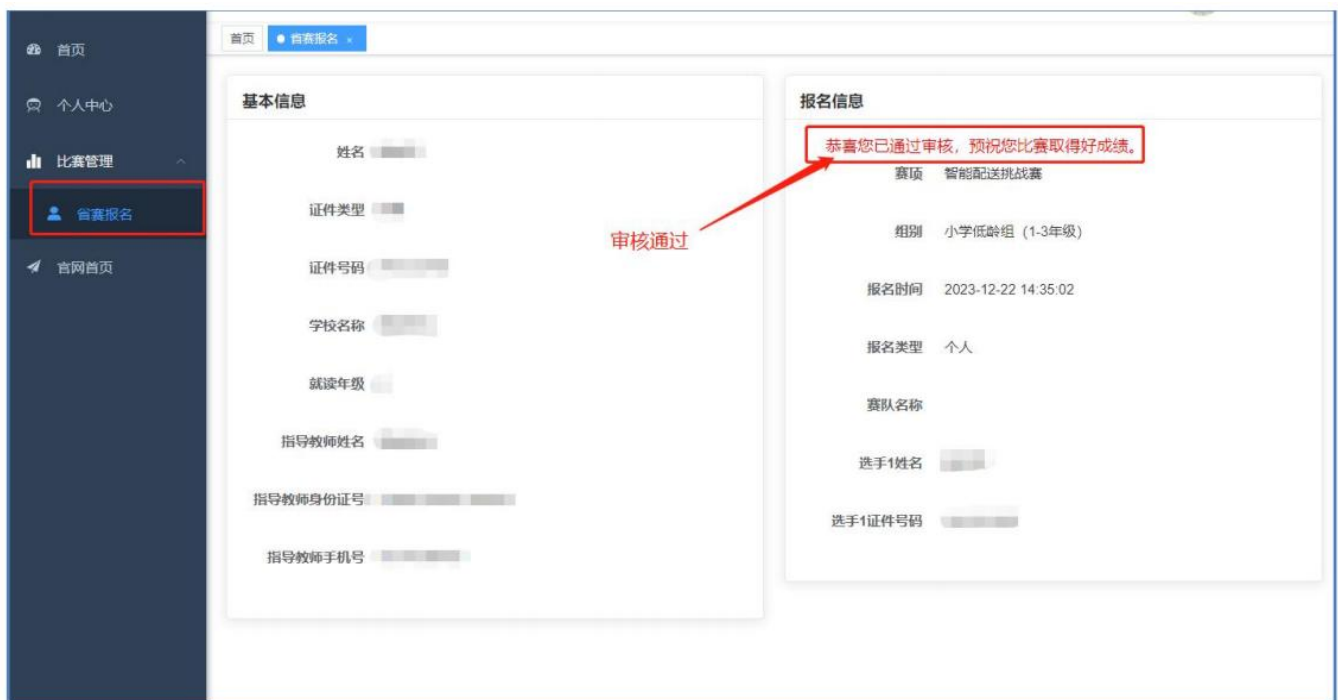 首页
个人中心
比赛管理
省赛报名
官网首页
首页
省赛报名 ×
基本信息
姓名
证件类型
证件号码
学校名称
就读年级
指导教师姓名
指导教师身份证号
指导教师手机号
审核通过
报名信息
恭喜您已通过审核，预祝您比赛取得好成绩。
赛项 智能配送挑战赛
组别 小学低龄组（1-3年级）
报名时间 2023-12-22 14:35:02
报名类型 个人
赛队名称
选手1姓名
选手1证件号码